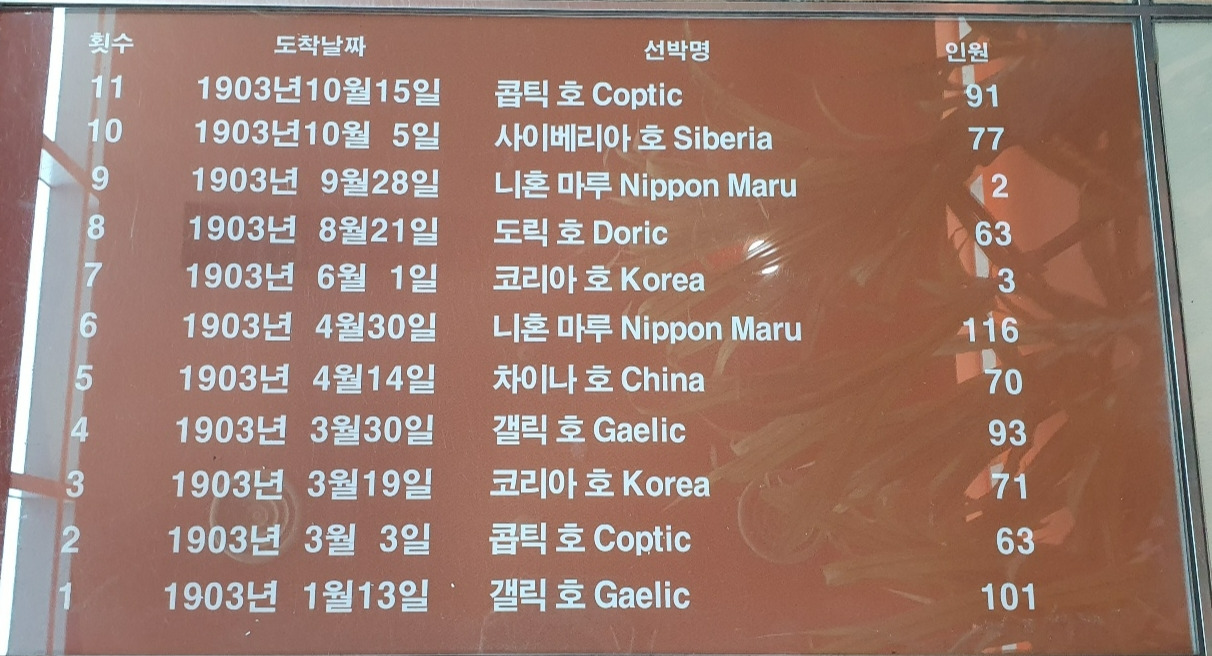 횟수 도착날짜 선박명 인원
11 1903년10월15일 콥틱 호 Coptic 91
10 1903년10월 5일 사이베리아 호 Siberia 77
9 1903년 9월28일 니혼 마루 Nippon Maru 2
8 1903년 8월21일 도릭 호 Doric 63
7 1903년 6월 1일 코리아 호 Korea 3
6 1903년 4월30일 니혼 마루 Nippon Maru 116
5 1903년 4월14일 차이나 호 China 70
4 1903년 3월30일 갤릭 호 Gaelic 93
3 1903년 3월19일 코리아 호 Korea 71
2 1903년 3월 3일 콥틱 호 Coptic 63
1 1903년 1월13일 갤릭 호 Gaelic 101